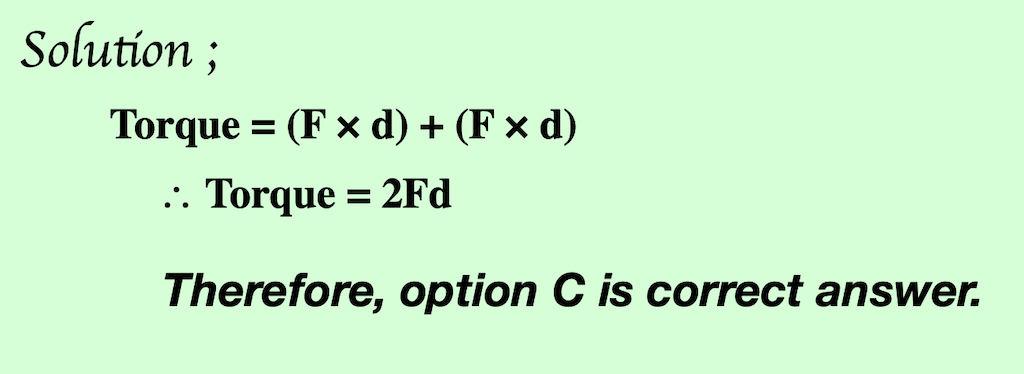 Solution ;
Torque = (F × d) + (F × d)
∴ Torque = 2Fd
Therefore, option C is correct answer.